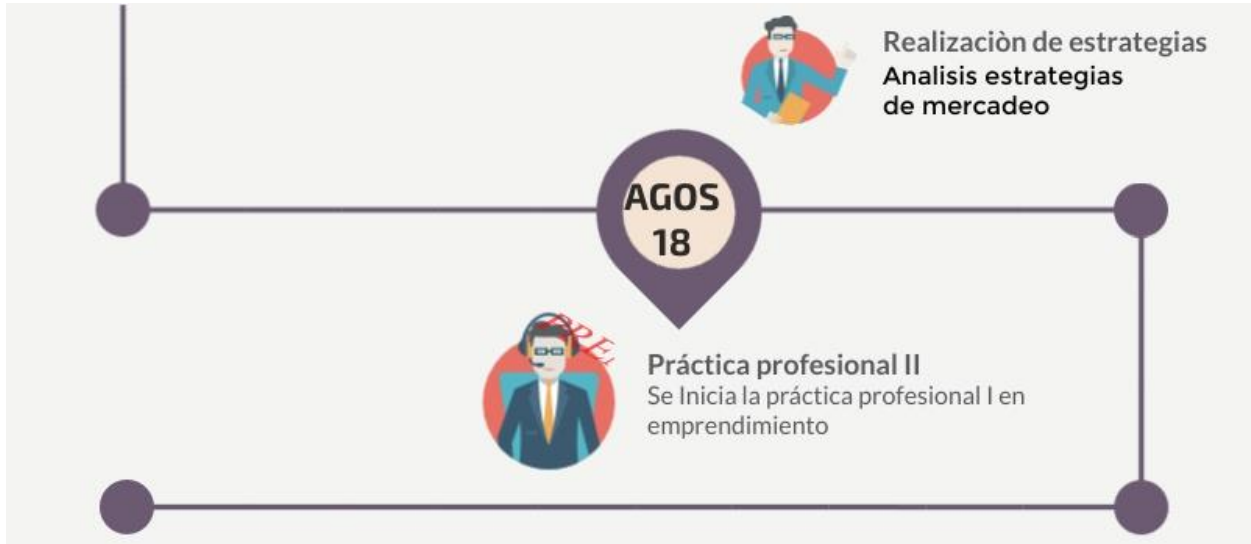 Realizaciòn de estrategias
Analisis estrategias
de mercadeo
AGOS
18
Práctica profesional II
Se Inicia la práctica profesional I en
emprendimiento